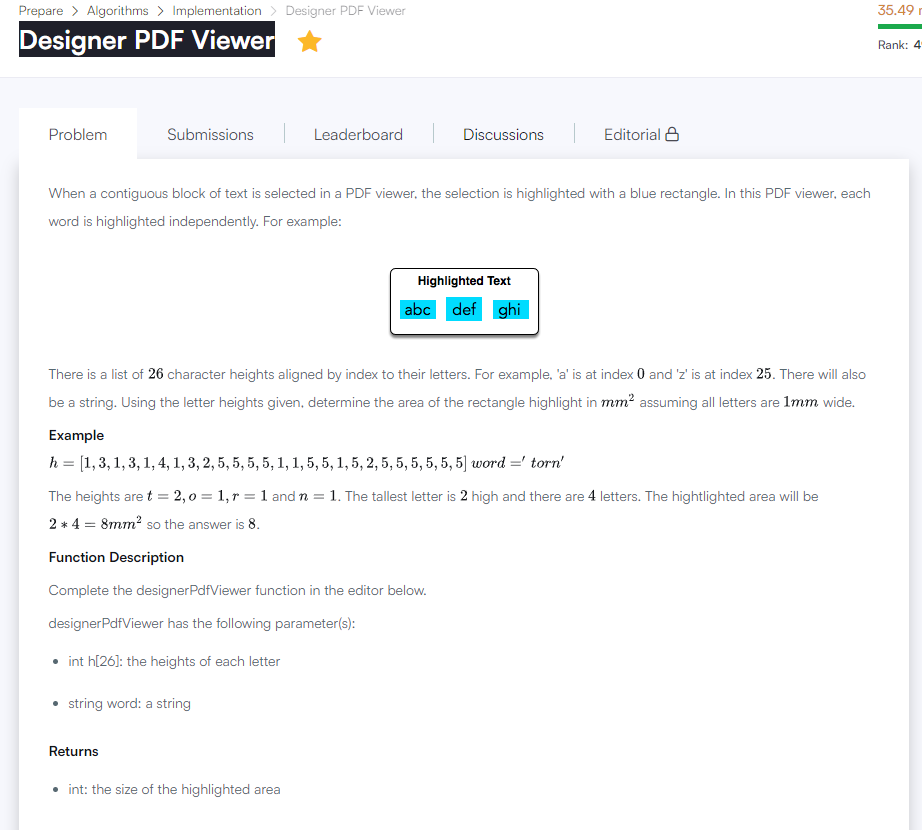 Prepare > Algorithms > Implementation > Designer PDF Viewer
35.49
Designer PDF Viewer
Rank: 4
Problem
Submissions
Leaderboard
Discussions
Editorial
When a contiguous block of text is selected in a PDF viewer, the selection is highlighted with a blue rectangle. In this PDF viewer, each
word is highlighted independently. For example:
Highlighted Text
abc def ghi
There is a list of 26 character heights aligned by index to their letters. For example, 'a' is at index 0 and 'z' is at index 25. There will also
be a string. Using the letter heights given, determine the area of the rectangle highlight in mm² assuming all letters are 1mm wide.
Example
h = [1, 3, 1, 3, 1, 4, 1, 3, 2, 5, 5, 5, 5, 1, 1, 5, 5, 1, 5, 2, 5, 5, 5, 5, 5, 5] word =' torn'
The heights are t = 2, o = 1, r = 1 and n = 1. The tallest letter is 2 high and there are 4 letters. The hightlighted area will be
2 * 4 = 8mm² so the answer is 8.
Function Description
Complete the designerPdfViewer function in the editor below.
designerPdfViewer has the following parameter(s):
• int h[26]: the heights of each letter
• string word: a string
Returns
• int: the size of the highlighted area